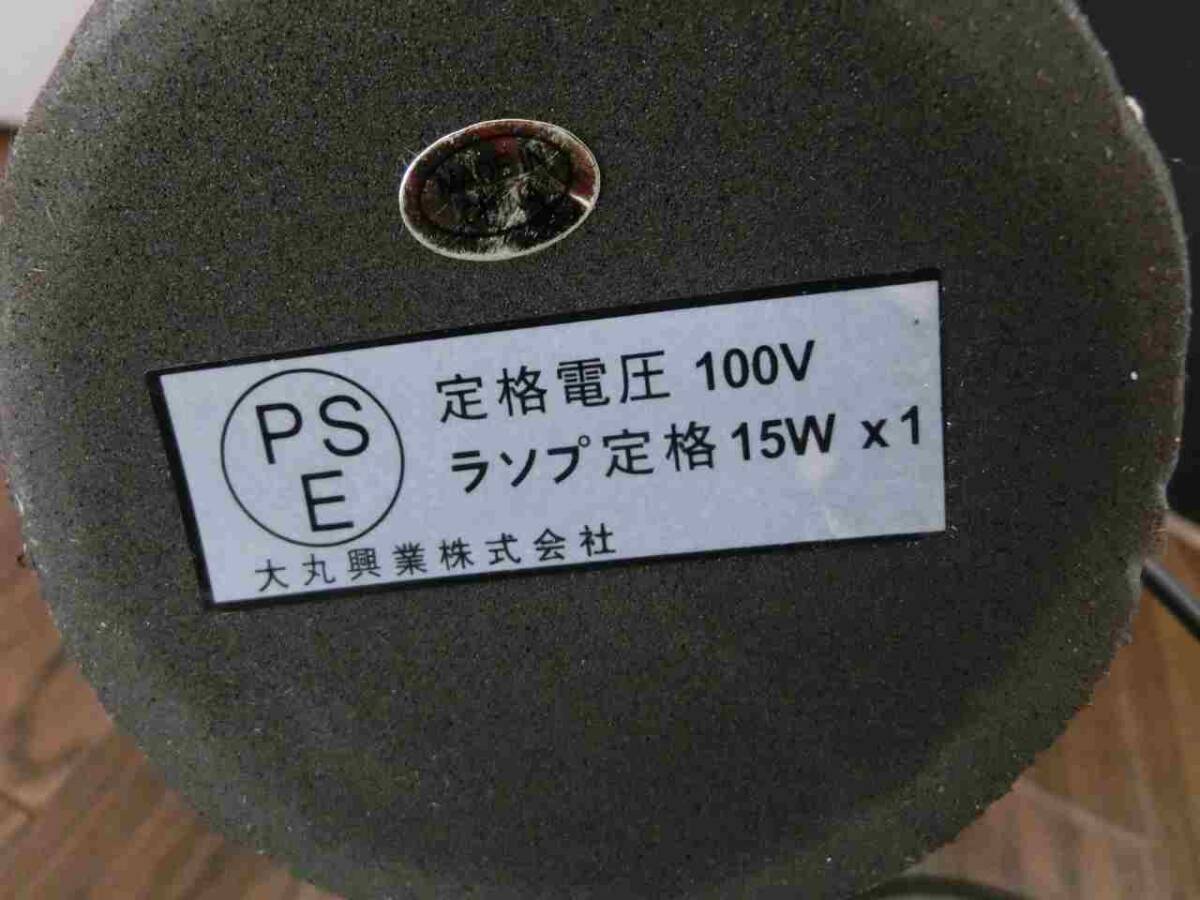 PS
E
定格電圧 100V
ラソプ定格 15W x1
大丸興業株式会社